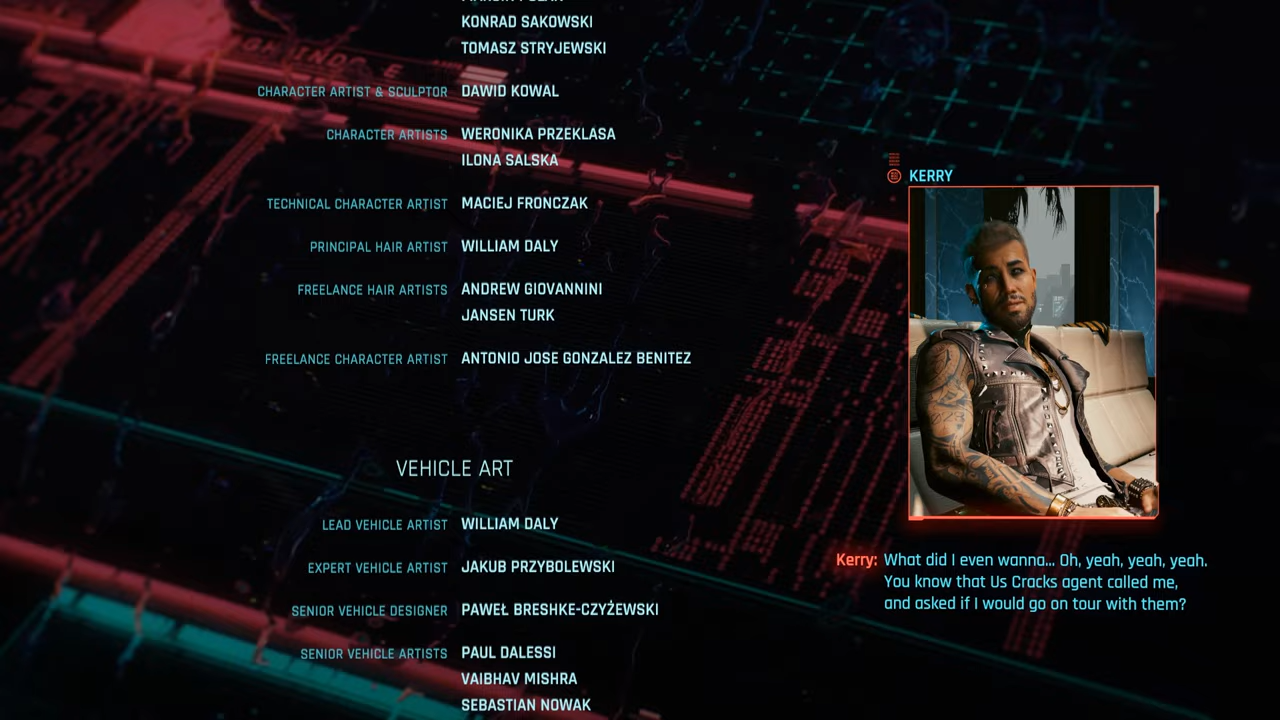 KONRAD SAKOWSKI
TOMASZ STRYJEWSKI
CHARACTER ARTIST & SCULPTOR DAWID KOWAL
CHARACTER ARTISTS WERONIKA PRZEKLASA
ILONA SALSKA
TECHNICAL CHARACTER ARTIST MACIEJ FRONCZAK
PRINCIPAL HAIR ARTIST WILLIAM DALY
FREELANCE HAIR ARTISTS ANDREW GIOVANNINI
JANSEN TURK
FREELANCE CHARACTER ARTIST ANTONIO JOSE GONZALEZ BENITEZ
VEHICLE ART
LEAD VEHICLE ARTIST WILLIAM DALY
EXPERT VEHICLE ARTIST JAKUB PRZYBOLEWSKI
SENIOR VEHICLE DESIGNER PAWEŁ BRESHKE-CZYŻEWSKI
SENIOR VEHICLE ARTISTS PAUL DALESSI
VAIBHAV MISHRA
SEBASTIAN NOWAK
KERRY
Kerry: What did I even wanna... Oh, yeah, yeah, yeah.
You know that Us Cracks agent called me,
and asked if I would go on tour with them?